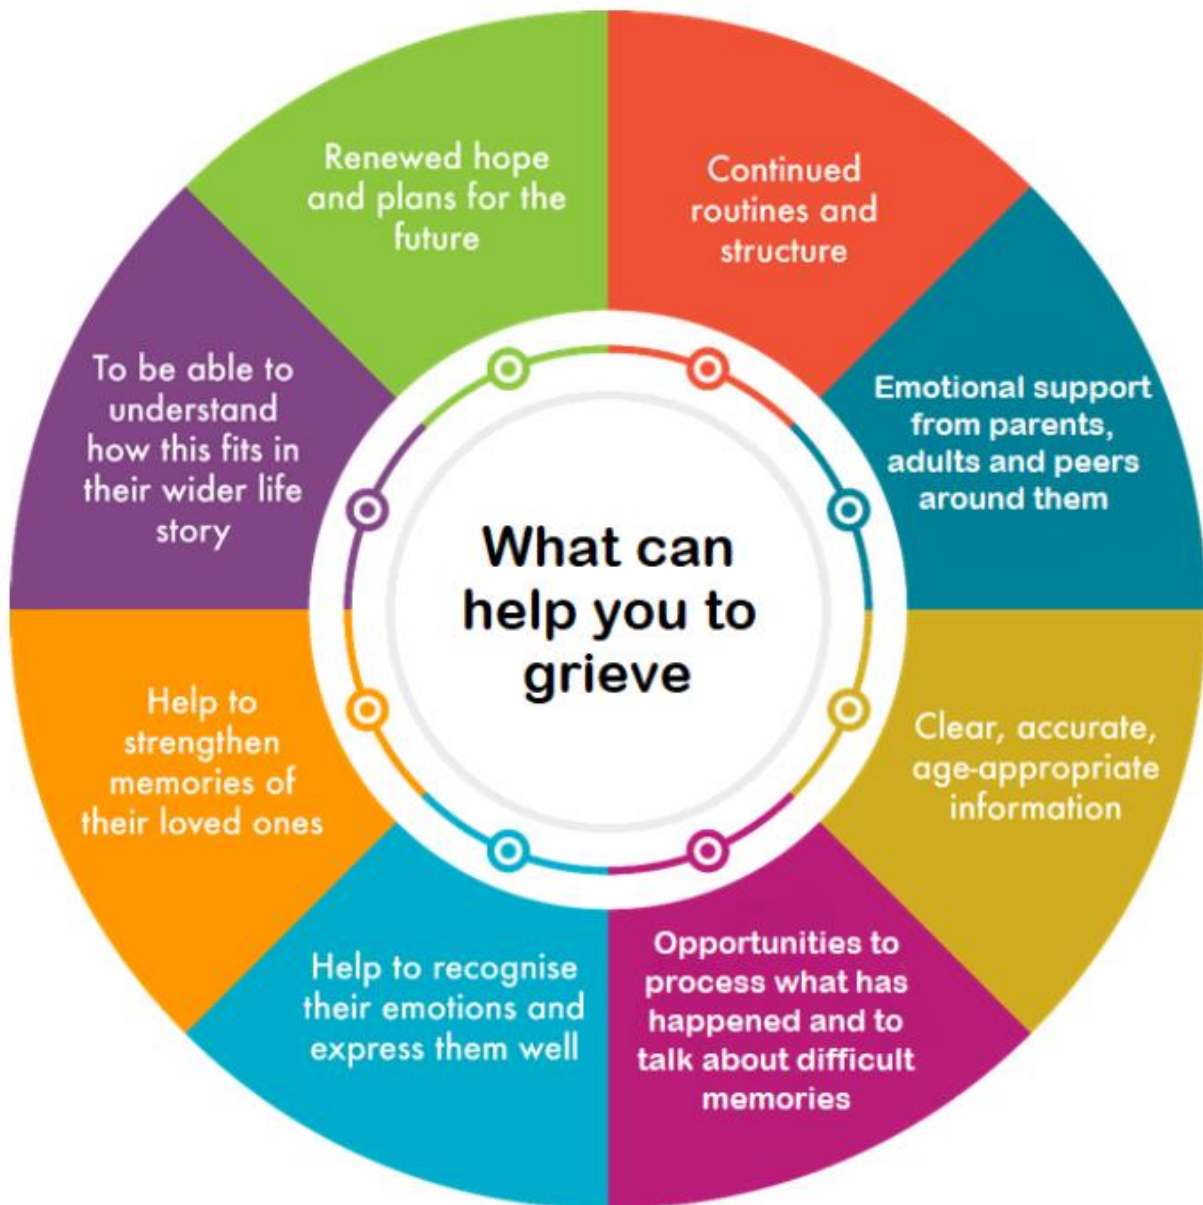 What can
help you to
grieve
Continued
routines and
structure
Emotional support
from parents,
adults and peers
around them
Clear, accurate,
age-appropriate
information
Opportunities to
process what has
happened and to
talk about difficult
memories
Help to recognise
their emotions and
express them well
Help to
strengthen
memories of
their loved ones
To be able to
understand
how this fits in
their wider life
story
Renewed hope
and plans for the
future